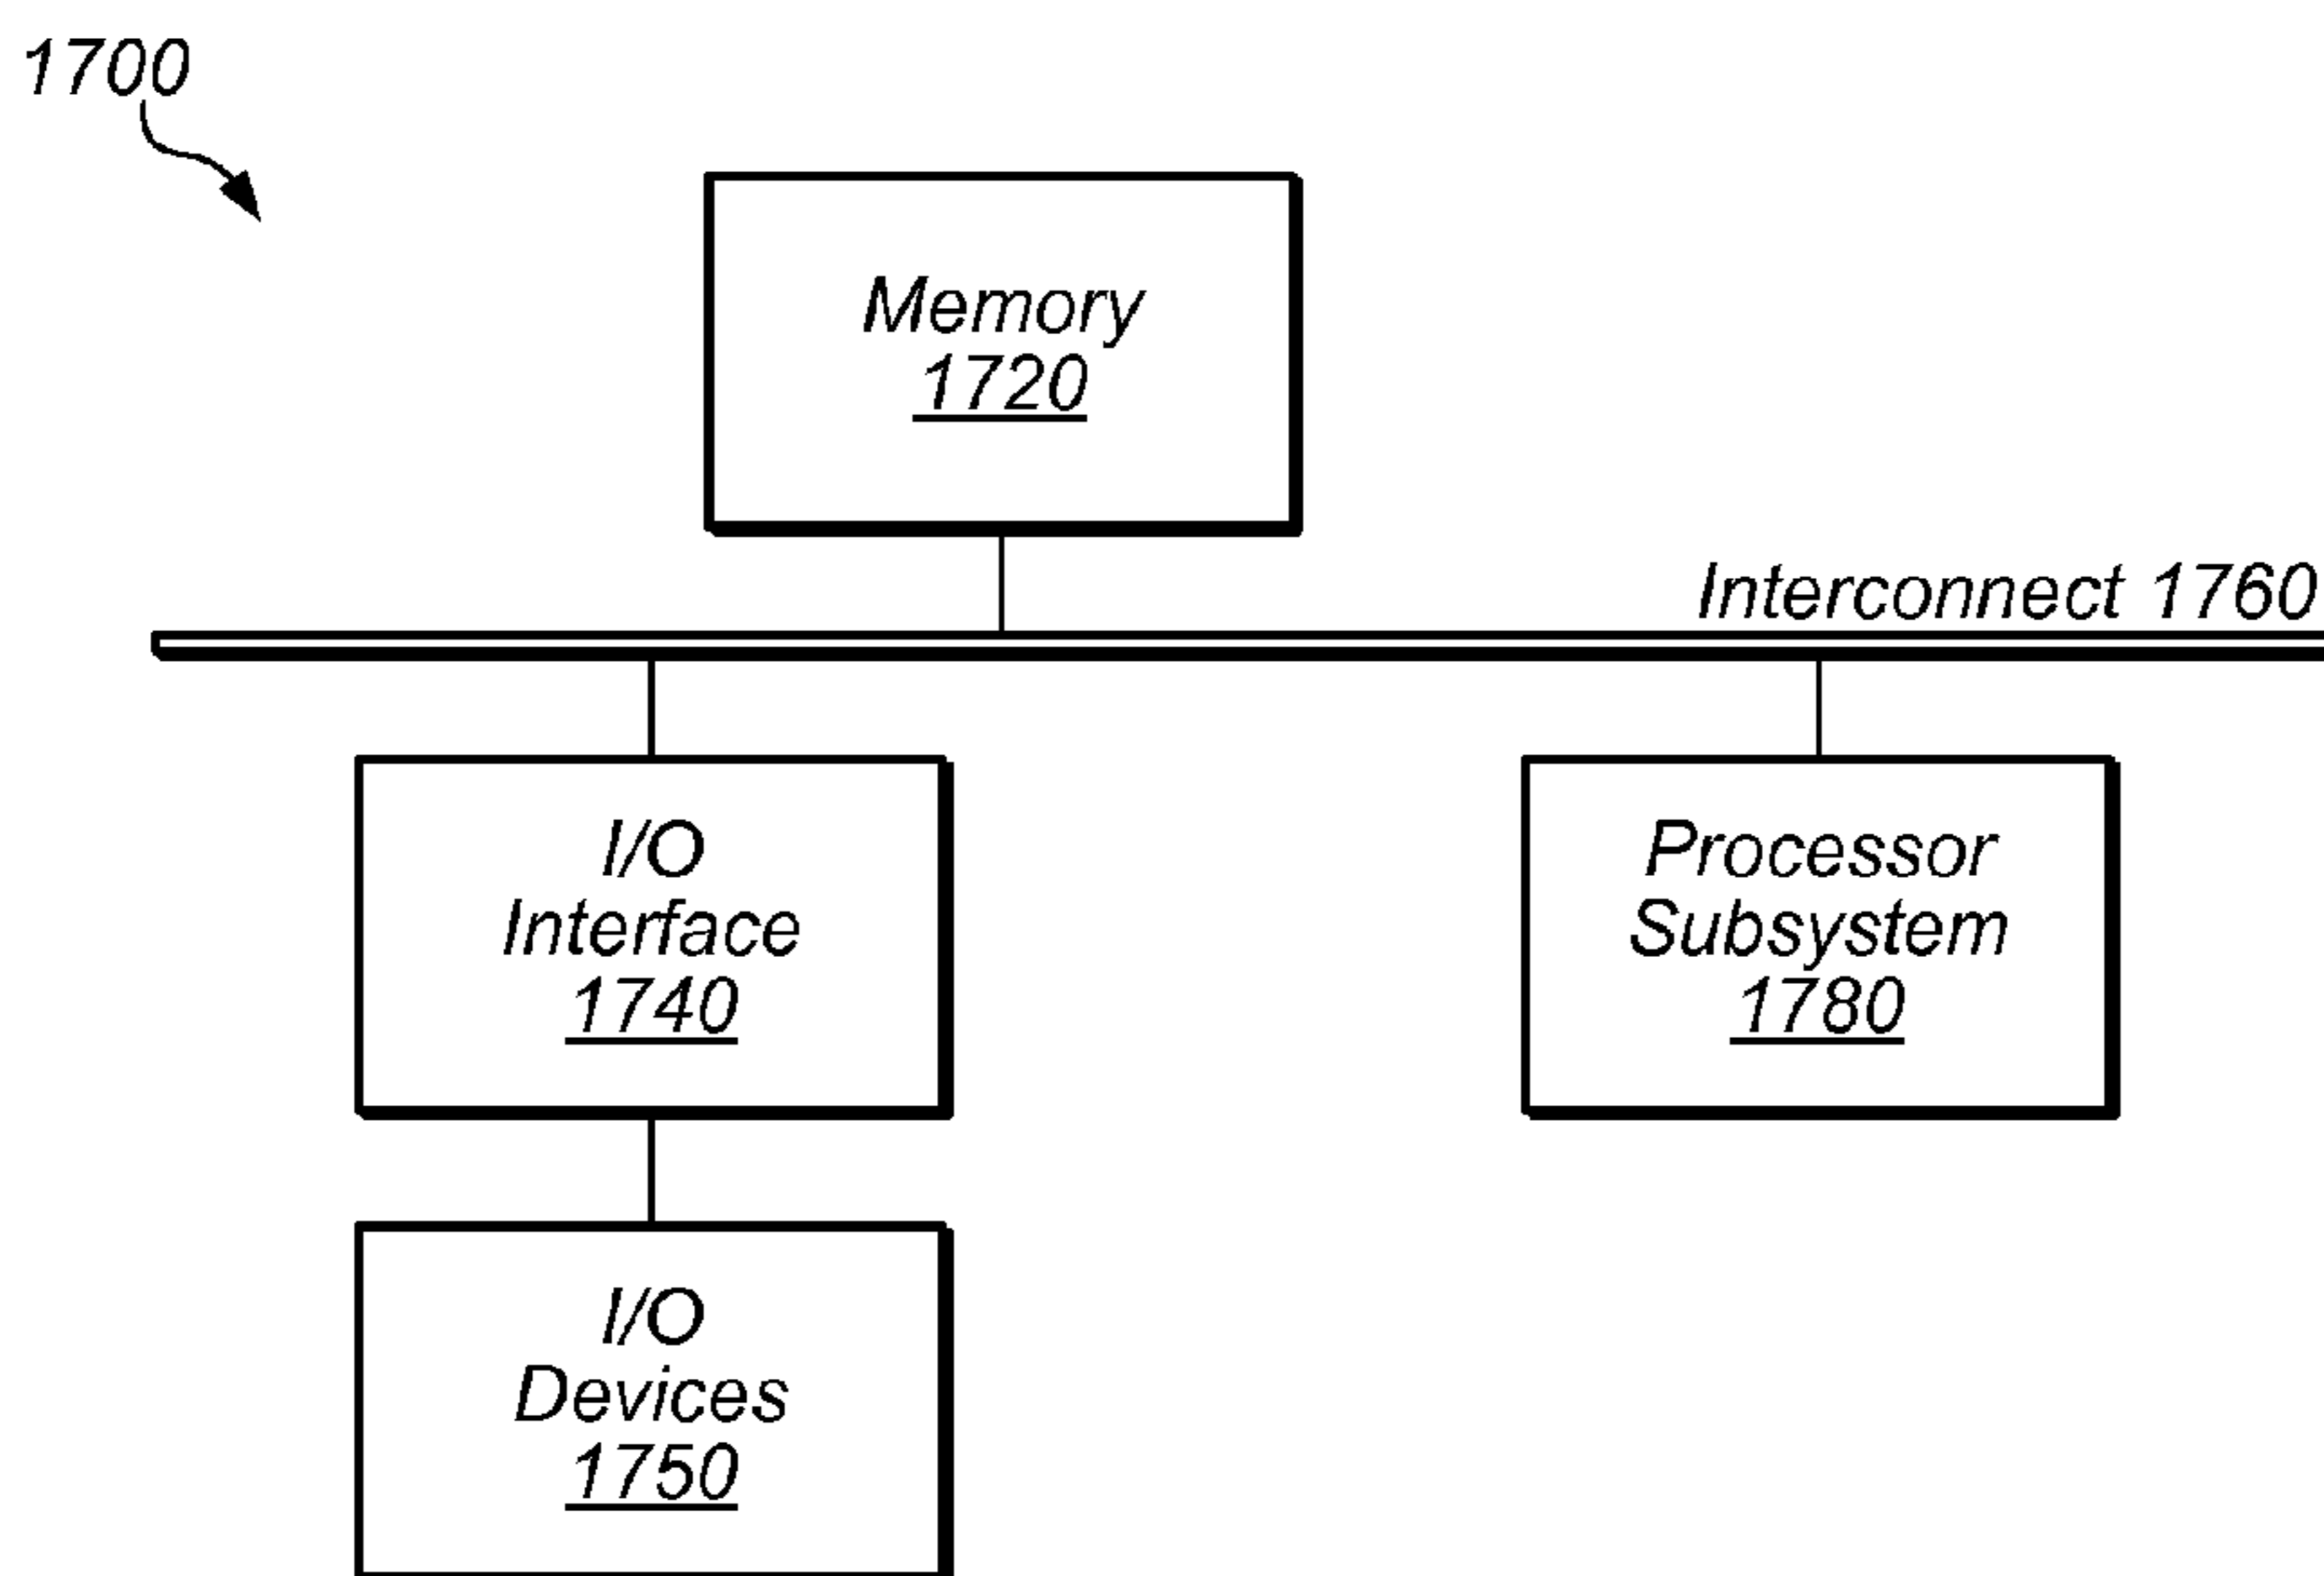 1700
Memory
1720
Interconnect 1760
I/O
Interface
1740
Processor
Subsystem
1780
I/O
Devices
1750